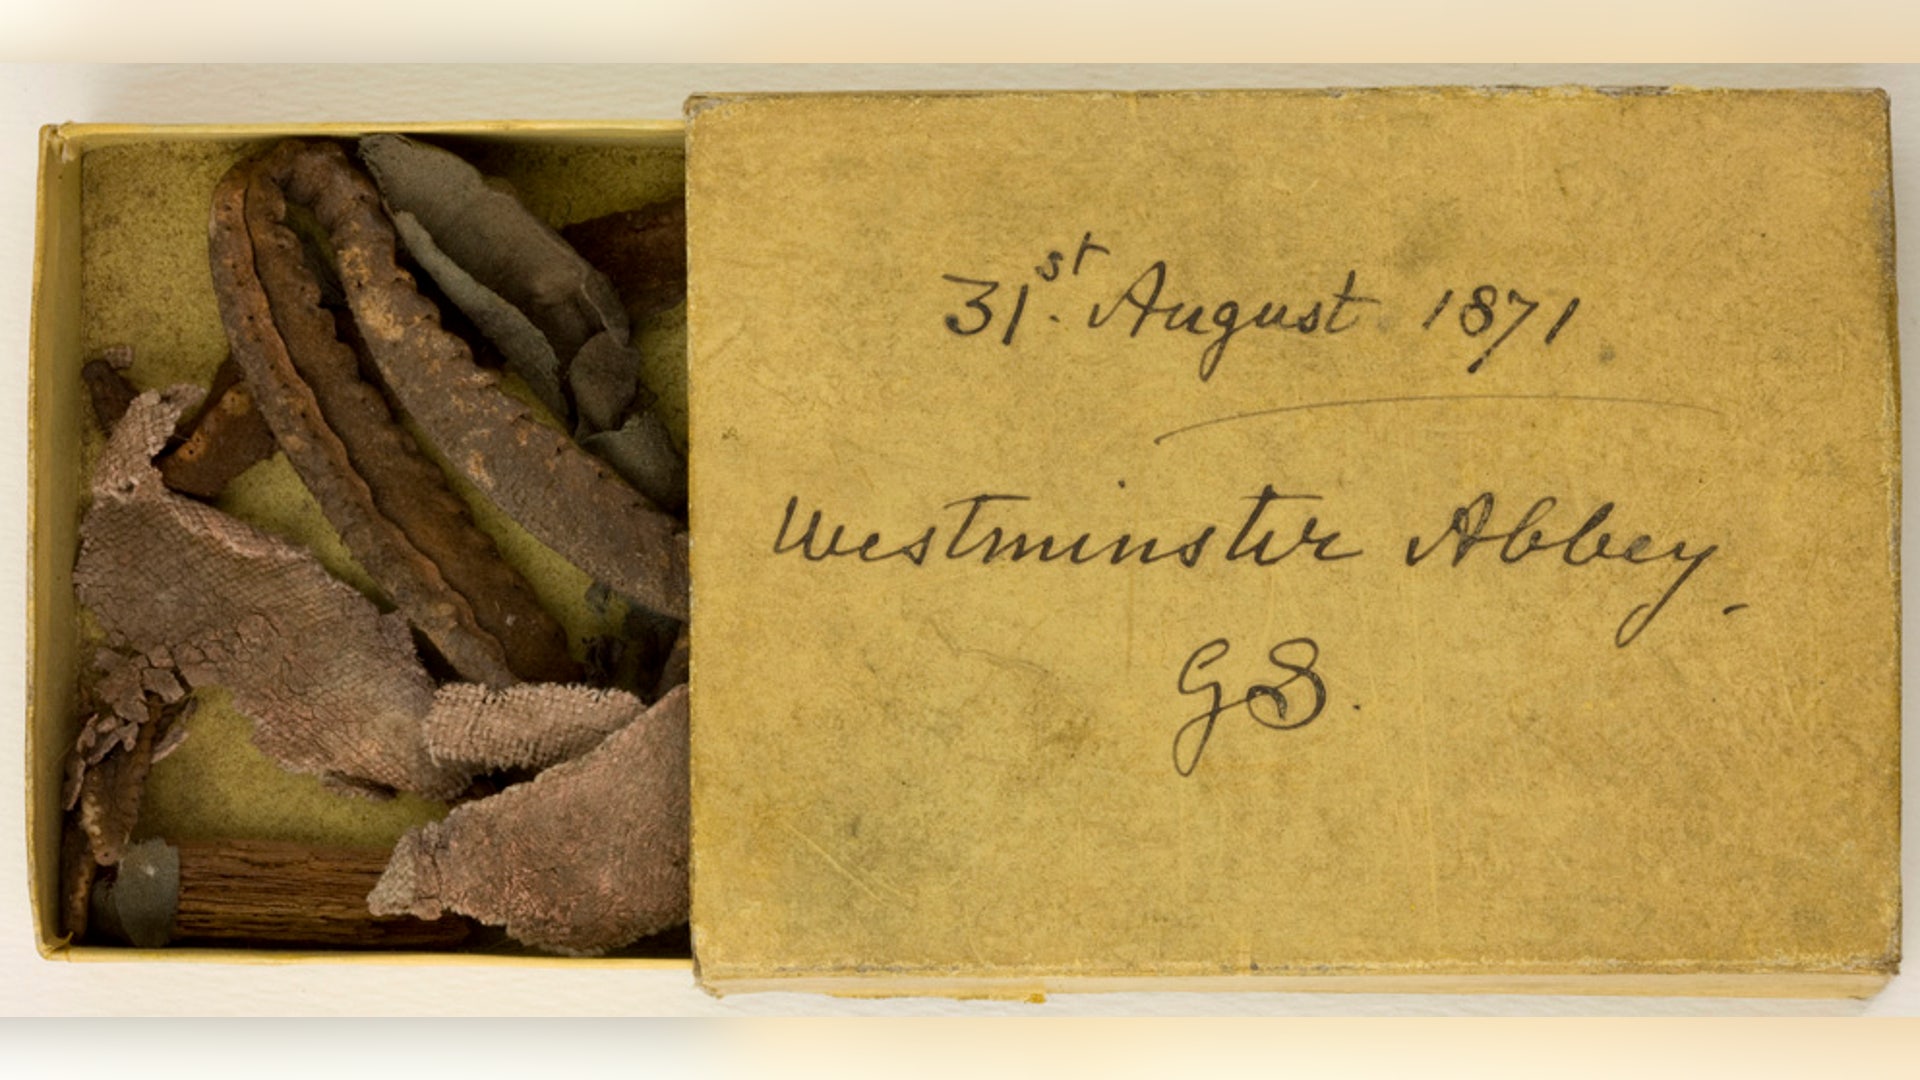 31st. August 1871
Westminster Abbey.
GS.